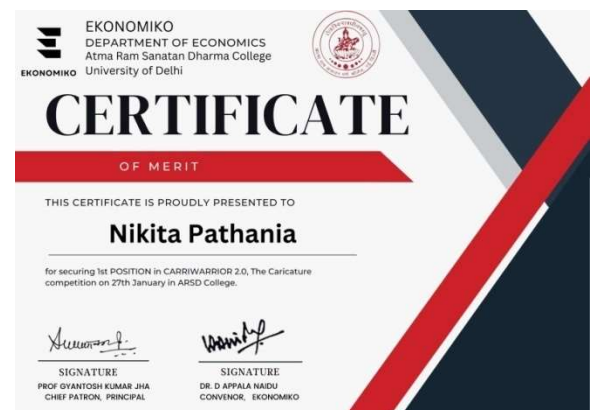 EKONOMIKO
DEPARTMENT OF ECONOMICS
Atma Ram Sanatan Dharma College
University of Delhi
EKONOMIKO
CERTIFICATE
OF MERIT
THIS CERTIFICATE IS PROUDLY PRESENTED TO
Nikita Pathania
for securing 1st POSITION in CARRIWARRIOR 2.0, The Caricature
competition on 27th January in ARSD College.
SIGNATURE
PROF GYANTOSH KUMAR JHA
CHIEF PATRON, PRINCIPAL
SIGNATURE
DR. D APPALA NAIDU
CONVENOR, EKONOMIKO